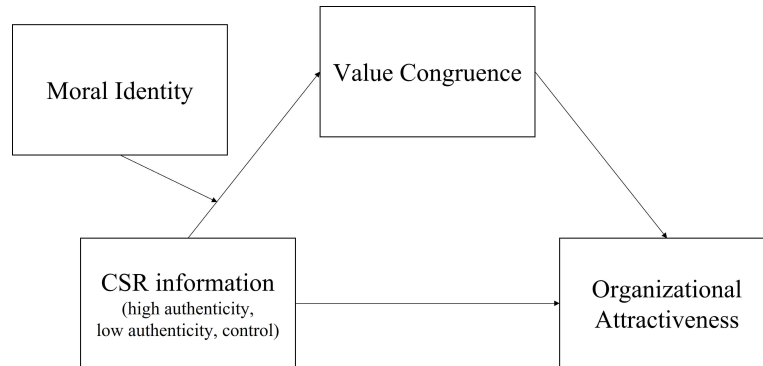 Moral Identity
Value Congruence
CSR information
(high authenticity,
low authenticity, control)
Organizational
Attractiveness